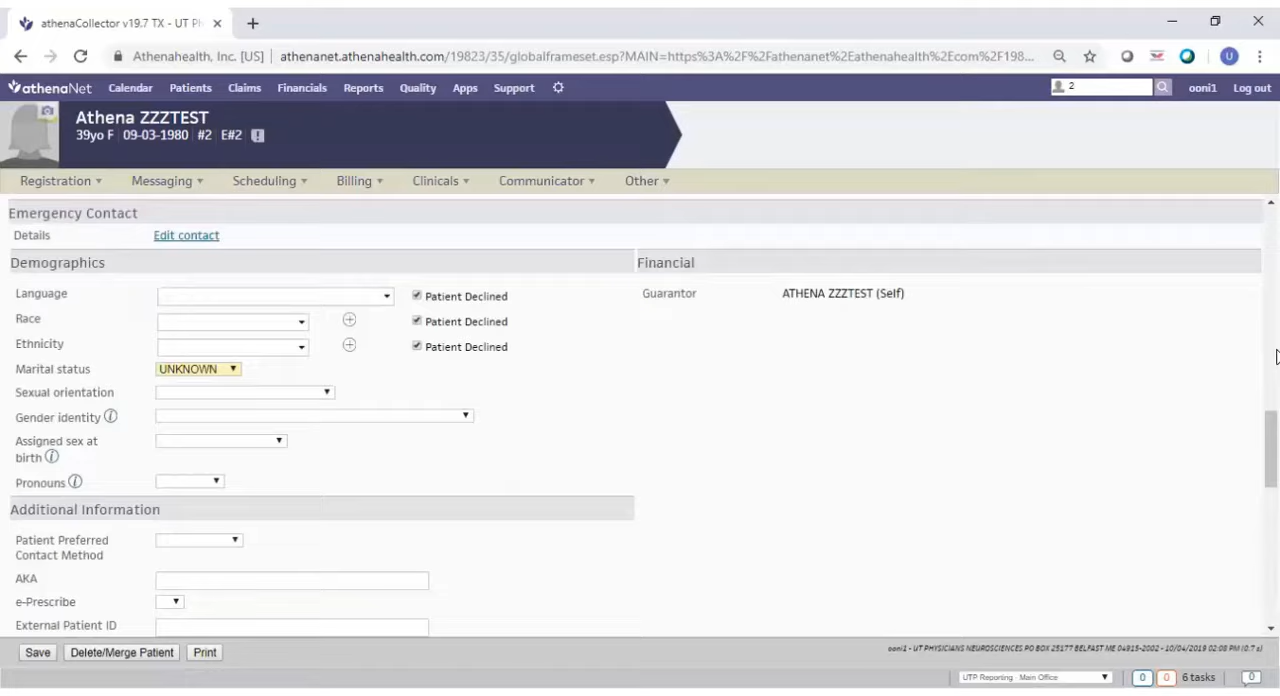 athenaCollector v19.7 TX - UT Ph
Athenahealth, Inc. [US] athenanet.athenahealth.com/19823/35/globalframeset.esp?MAIN=https%3A%2F%2Fathenanet%2Eathenahealth%2Ecom%2F198... U
athenaNet Calendar Patients Claims Financials Reports Quality Apps Support 2 ooni1 Log out
Athena ZZZTEST
39yo F 09-03-1980 #2 E#2 !
Registration Messaging Scheduling Billing Clinicals Communicator Other
Emergency Contact
Details Edit contact
Demographics Financial
Language Patient Declined Guarantor ATHENA ZZZTEST (Self)
Race Patient Declined
Ethnicity Patient Declined
Marital status UNKNOWN
Sexual orientation
Gender identity i
Assigned sex at
birth i
Pronouns i
Additional Information
Patient Preferred
Contact Method
AKA
e-Prescribe
External Patient ID
Save Delete/Merge Patient Print ooni1 - UT PHYSICIANS NEUROSCIENCES PO BOX 25177 BELFAST ME 04915-2002 - 10/04/2019 02:08 PM (0.7 s)
UTP Reporting Main Office 0 0 6 tasks 0